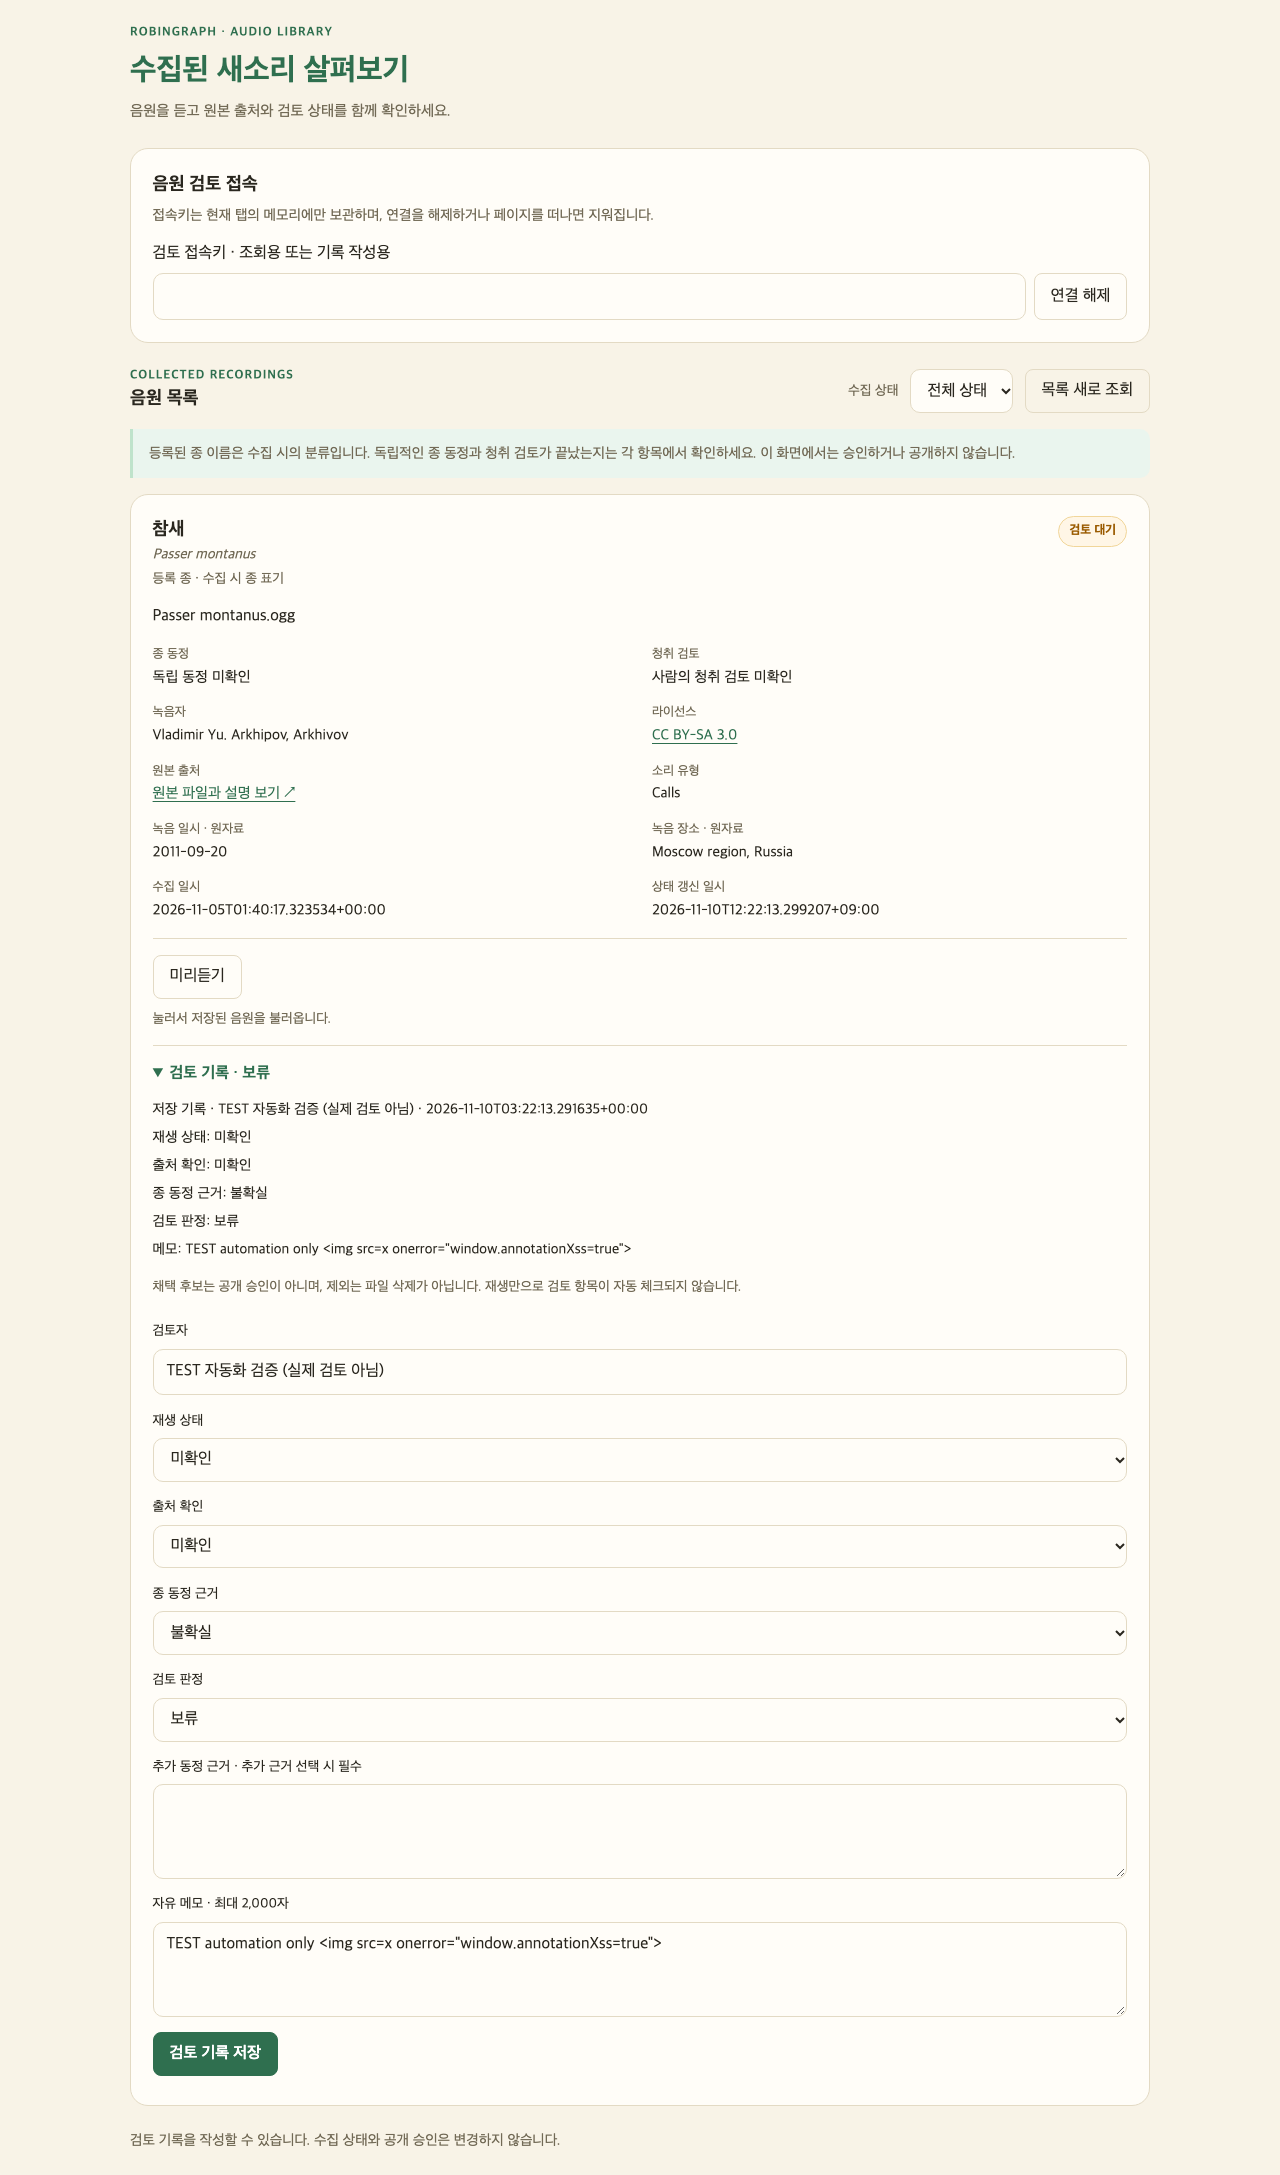 ROBINGRAPH · AUDIO LIBRARY
수집된 새소리 살펴보기
음원을 듣고 원본 출처와 검토 상태를 함께 확인하세요.
음원 검토 접속
접속키는 현재 탭의 메모리에만 보관하며, 연결을 해제하거나 페이지를 떠나면 지워집니다.
검토 접속키 · 조회용 또는 기록 작성용
연결 해제
COLLECTED RECORDINGS
음원 목록
수집 상태
전체 상태
목록 새로 조회
등록된 종 이름은 수집 시의 분류입니다. 독립적인 종 동정과 청취 검토가 끝났는지는 각 항목에서 확인하세요. 이 화면에서는 승인하거나 공개하지 않습니다.
참새
검토 대기
Passer montanus
등록 종 · 수집 시 종 표기
Passer montanus.ogg
종 동정
독립 동정 미확인
청취 검토
사람의 청취 검토 미확인
녹음자
Vladimir Yu. Arkhipov, Arkhivov
라이선스
CC BY-SA 3.0
원본 출처
원본 파일과 설명 보기 ↗
소리 유형
Calls
녹음 일시 · 원자료
2011-09-20
녹음 장소 · 원자료
Moscow region, Russia
수집 일시
2026-11-05T01:40:17.323534+00:00
상태 갱신 일시
2026-11-10T12:22:13.299207+09:00
미리듣기
눌러서 저장된 음원을 불러옵니다.
▼ 검토 기록 · 보류
저장 기록 · TEST 자동화 검증 (실제 검토 아님) · 2026-11-10T03:22:13.291635+00:00
재생 상태: 미확인
출처 확인: 미확인
종 동정 근거: 불확실
검토 판정: 보류
메모: TEST automation only <img src=x onerror="window.annotationXss=true">
채택 후보는 공개 승인이 아니며, 제외는 파일 삭제가 아닙니다. 재생만으로 검토 항목이 자동 체크되지 않습니다.
검토자
TEST 자동화 검증 (실제 검토 아님)
재생 상태
미확인
출처 확인
미확인
종 동정 근거
불확실
검토 판정
보류
추가 동정 근거 · 추가 근거 선택 시 필수
자유 메모 · 최대 2,000자
TEST automation only <img src=x onerror="window.annotationXss=true">
검토 기록 저장
검토 기록을 작성할 수 있습니다. 수집 상태와 공개 승인은 변경하지 않습니다.